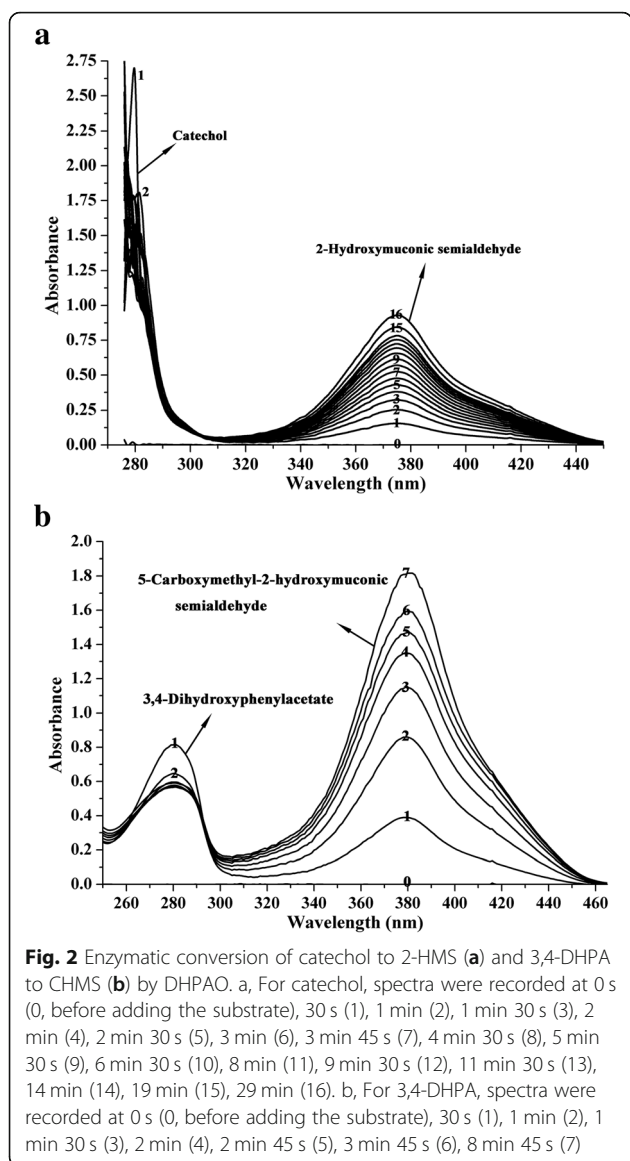 a
2.75
2.50
2.25
2.00
1.75
1.50
1.25
1.00
0.75
0.50
0.25
0.00
Absorbance
1
Catechol
2
2-Hydroxymuconic semialdehyde
16
15
9
7
5
3
2
1
0
280 300 320 340 360 380 400 420 440
Wavelength (nm)
b
2.0
1.8
1.6
1.4
1.2
1.0
0.8
0.6
0.4
0.2
0.0
Absorbance
5-Carboxymethyl-2-hydroxymuconic
semialdehyde
3,4-Dihydroxyphenylacetate
1
2
7
6
5
4
3
2
1
0
260 280 300 320 340 360 380 400 420 440 460
Wavelength (nm)
Fig. 2 Enzymatic conversion of catechol to 2-HMS (a) and 3,4-DHPA
to CHMS (b) by DHPAO. a, For catechol, spectra were recorded at 0 s
(0, before adding the substrate), 30 s (1), 1 min (2), 1 min 30 s (3), 2
min (4), 2 min 30 s (5), 3 min (6), 3 min 45 s (7), 4 min 30 s (8), 5 min
30 s (9), 6 min 30 s (10), 8 min (11), 9 min 30 s (12), 11 min 30 s (13),
14 min (14), 19 min (15), 29 min (16). b, For 3,4-DHPA, spectra were
recorded at 0 s (0, before adding the substrate), 30 s (1), 1 min (2), 1
min 30 s (3), 2 min (4), 2 min 45 s (5), 3 min 45 s (6), 8 min 45 s (7)